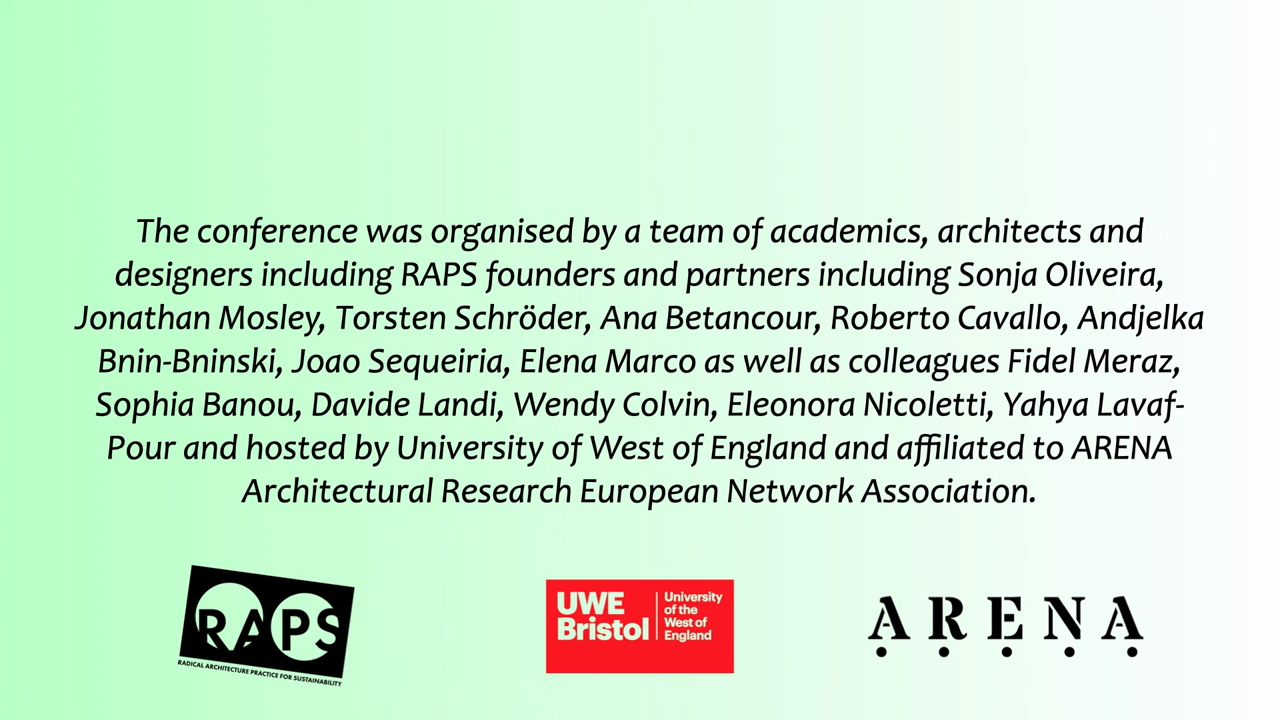 The conference was organised by a team of academics, architects and
designers including RAPS founders and partners including Sonja Oliveira,
Jonathan Mosley, Torsten Schröder, Ana Betancour, Roberto Cavallo, Andjelka
Bnin-Bninski, Joao Sequeiria, Elena Marco as well as colleagues Fidel Meraz,
Sophia Banou, Davide Landi, Wendy Colvin, Eleonora Nicoletti, Yahya Lavaf-
Pour and hosted by University of West of England and affiliated to ARENA
Architectural Research European Network Association.
RAPS
RADICAL ARCHITECTURE PRACTICE FOR SUSTAINABILITY
UWE
Bristol
University
of the
West of
England
ARENA